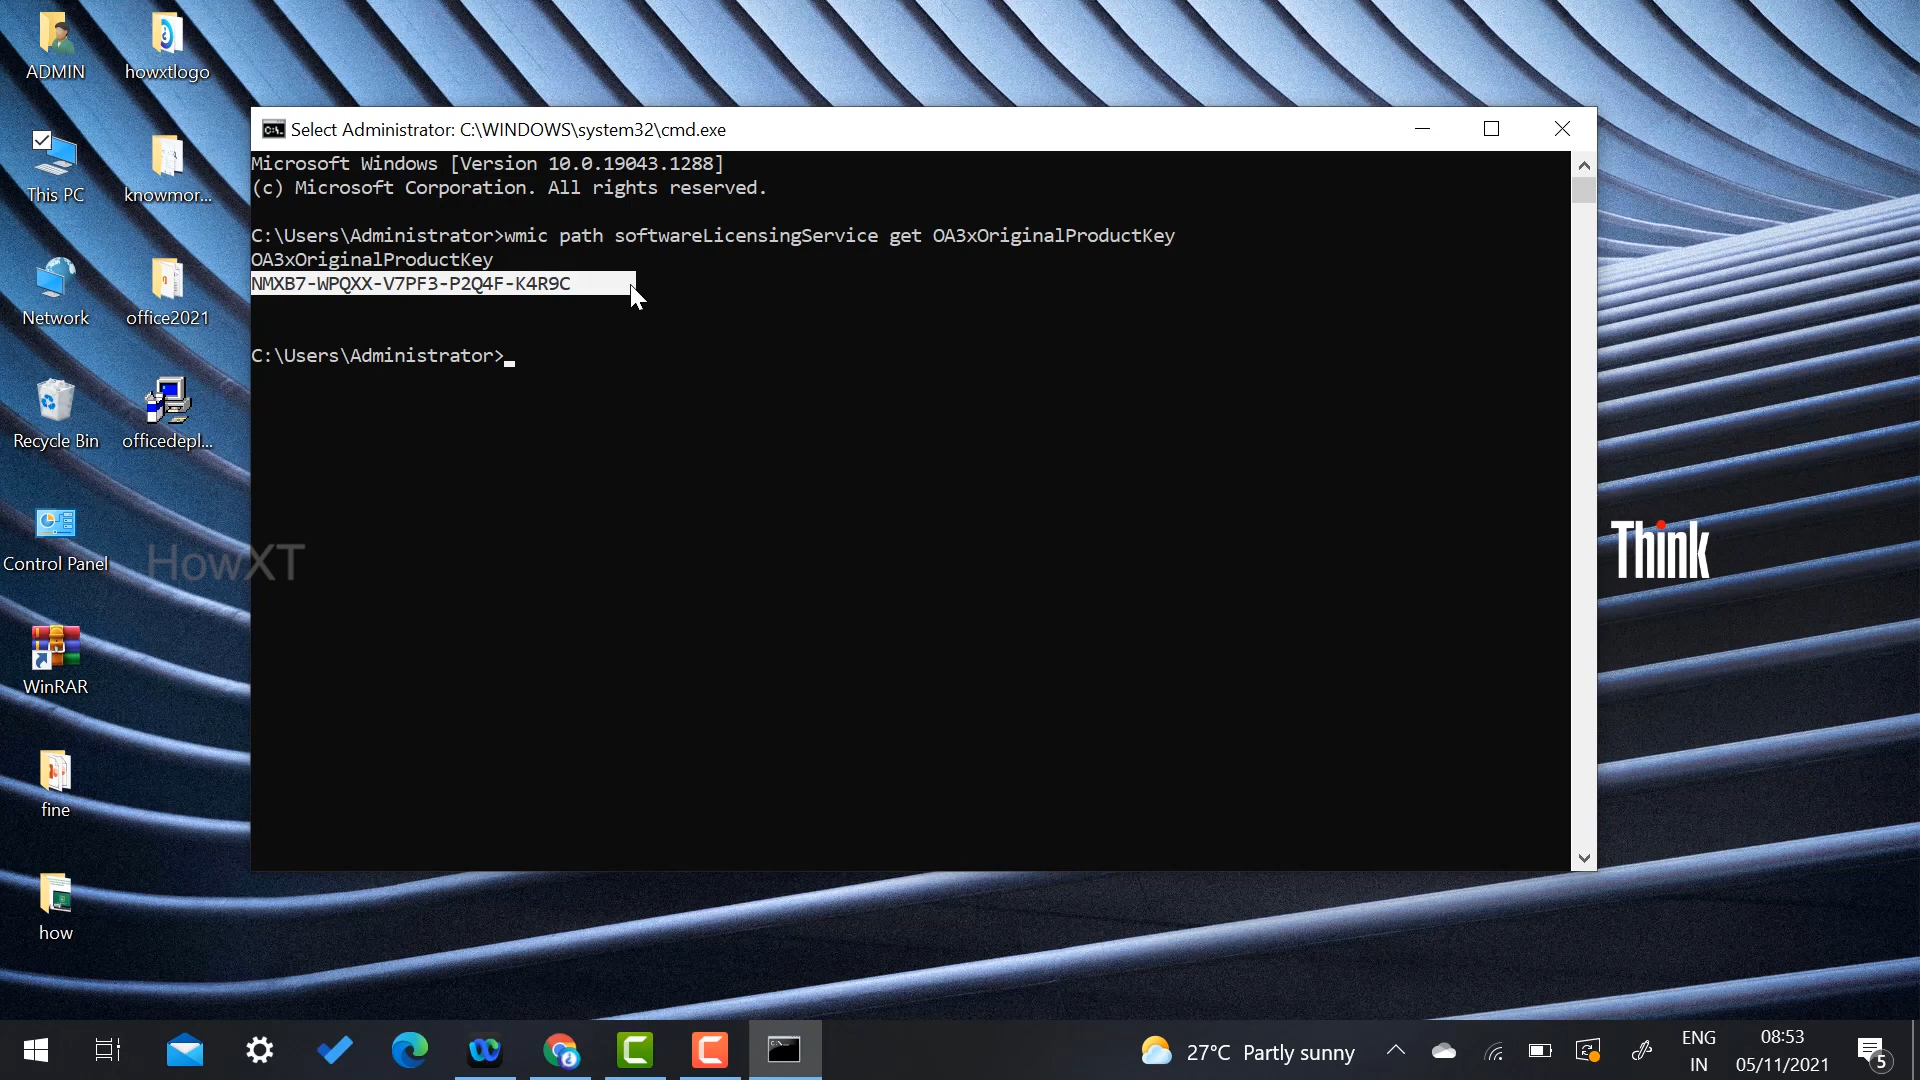 ADMIN
howxtlogo
This PC
knowmor...
Network
office2021
Recycle Bin
officedepl...
Control Panel
WinRAR
fine
how
HowXT
Select Administrator: C:\WINDOWS\system32\cmd.exe
Microsoft Windows [Version 10.0.19043.1288]
(c) Microsoft Corporation. All rights reserved.
C:\Users\Administrator>wmic path softwareLicensingService get OA3xOriginalProductKey
OA3xOriginalProductKey
NMXB7-WPQXX-V7PF3-P2Q4F-K4R9C
C:\Users\Administrator>
Think
27°C Partly sunny
ENG
IN
08:53
05/11/2021
5